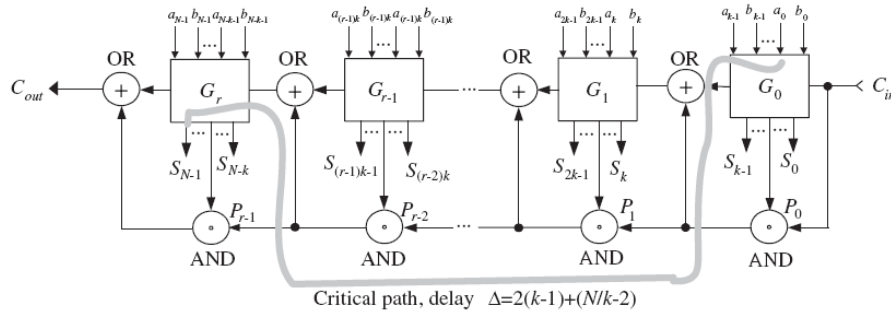 a_{N-1} b_{N-1} a_{N-k-1} b_{N-k-1} a_{(r-1)k} b_{(r-1)k} a_{(r-1)k} b_{(r-1)k} a_{2k-1} b_{2k-1} a_k b_k a_{k-1} b_{k-1} a_0 b_0
... ... ... ...
OR OR OR OR
C_{out} + G_r + G_{r-1} ... + G_1 + G_0 C_{in}
... ... ... ... ... ... ... ...
S_{N-1} S_{N-k} S_{(r-1)k-1} S_{(r-2)k} S_{2k-1} S_k S_{k-1} S_0
P_{r-1} P_{r-2} ... P_1 P_0
AND AND AND AND
Critical path, delay Δ=2(k-1)+(N/k-2)